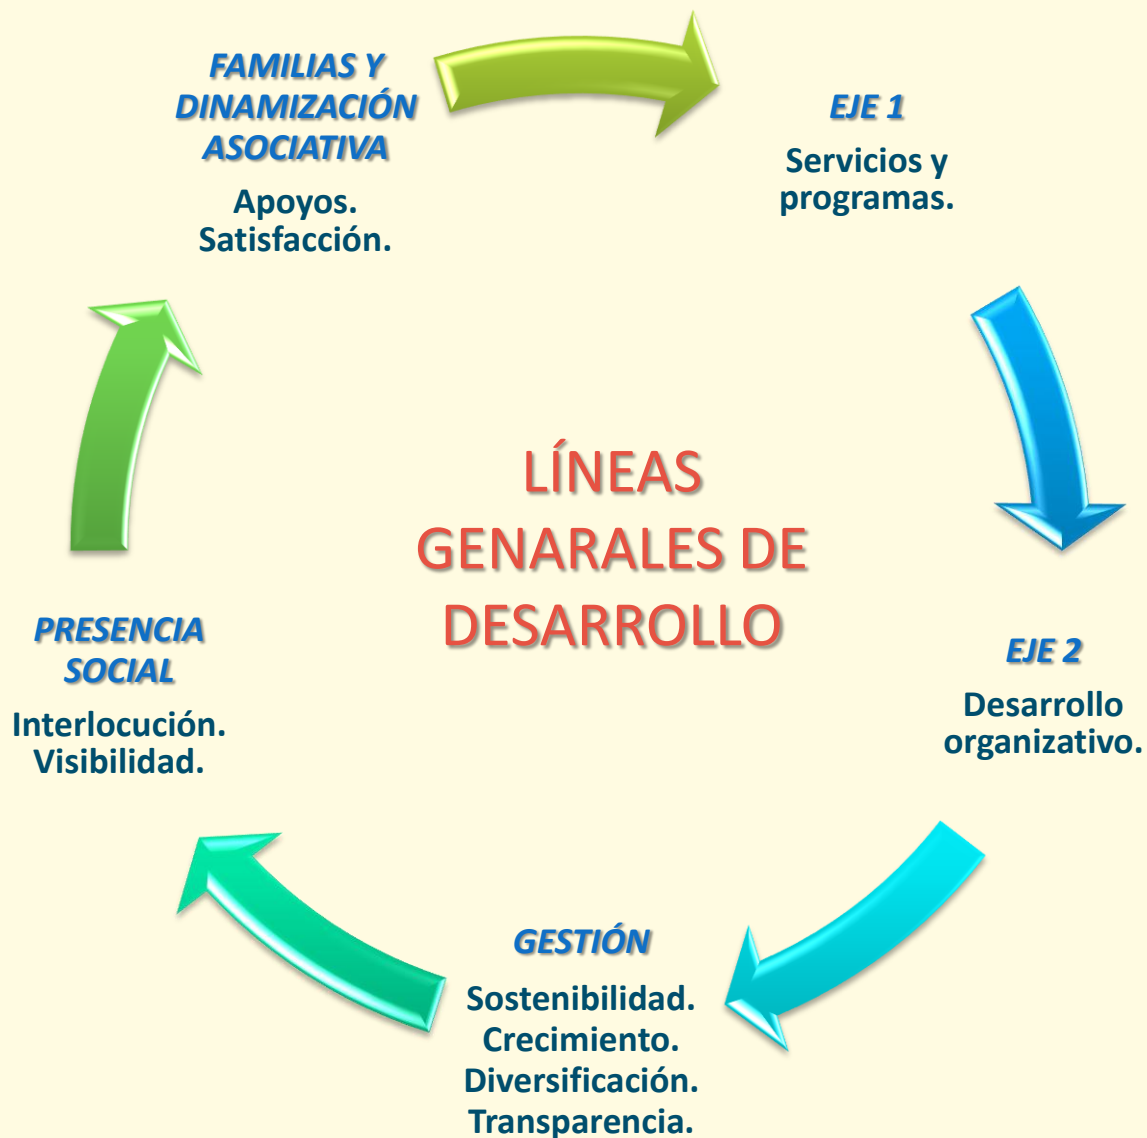 FAMILIAS Y
DINAMIZACIÓN
ASOCIATIVA
Apoyos.
Satisfacción.
EJE 1
Servicios y
programas.
LÍNEAS
GENARALES DE
DESARROLLO
EJE 2
Desarrollo
organizativo.
GESTIÓN
Sostenibilidad.
Crecimiento.
Diversificación.
Transparencia.
PRESENCIA
SOCIAL
Interlocución.
Visibilidad.